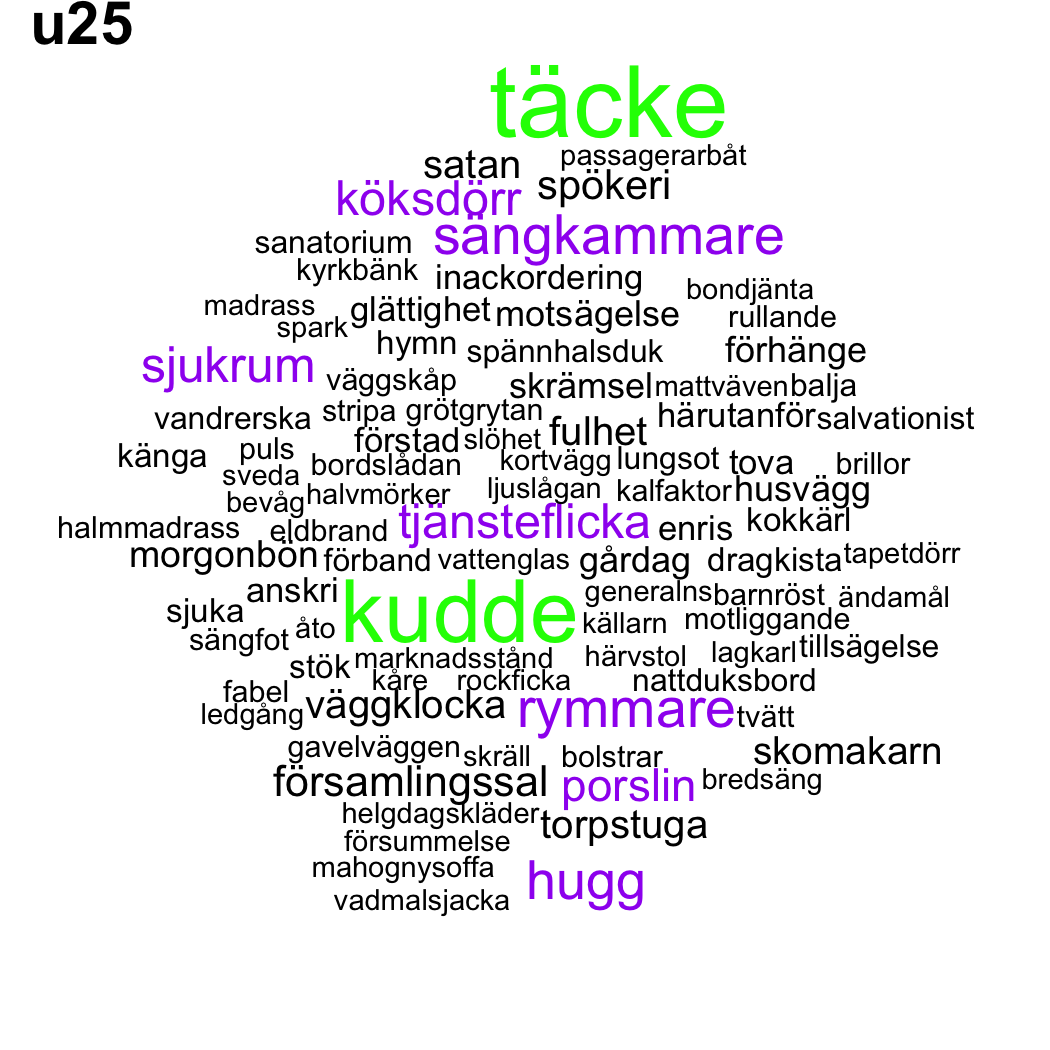 u25
täcke
satan passagerarbåt
köksdörr spökeri
sanatorium sängkammare
kyrkbänk inackordering bondjänta
madrass glättighet motsägelse rullande
spark hymn spännhalsduk förhänge
sjukrum väggskåp skrämsel mattväven balja
vandrerska stripa grötgrytan fulhet härutanför salvationist
känga puls förstad slöhet kortvägg lungsot tova brillor
sveda bordslådan ljuslågan kalfaktor husvägg
bevåg halvmörker
halmmadrass eldbrand tjänsteflicka enris kokkärl
morgonbön förband vattenglas gårdag dragkista tapetdörr
anskri kudde generalns barnröst ändamål
sjuka åto källarn motliggande
sängfot marknadsstånd härvstol lagkarl tillsägelse
stök kåre rockficka nattduksbord
fabel väggklocka rymmare tvätt
ledgång
gavelväggen skräll bolstrar skomakarn
församlingssal porslin bredsäng
helgdagskläder torpstuga
försummelse
mahognysoffa hugg
vadmalsjacka